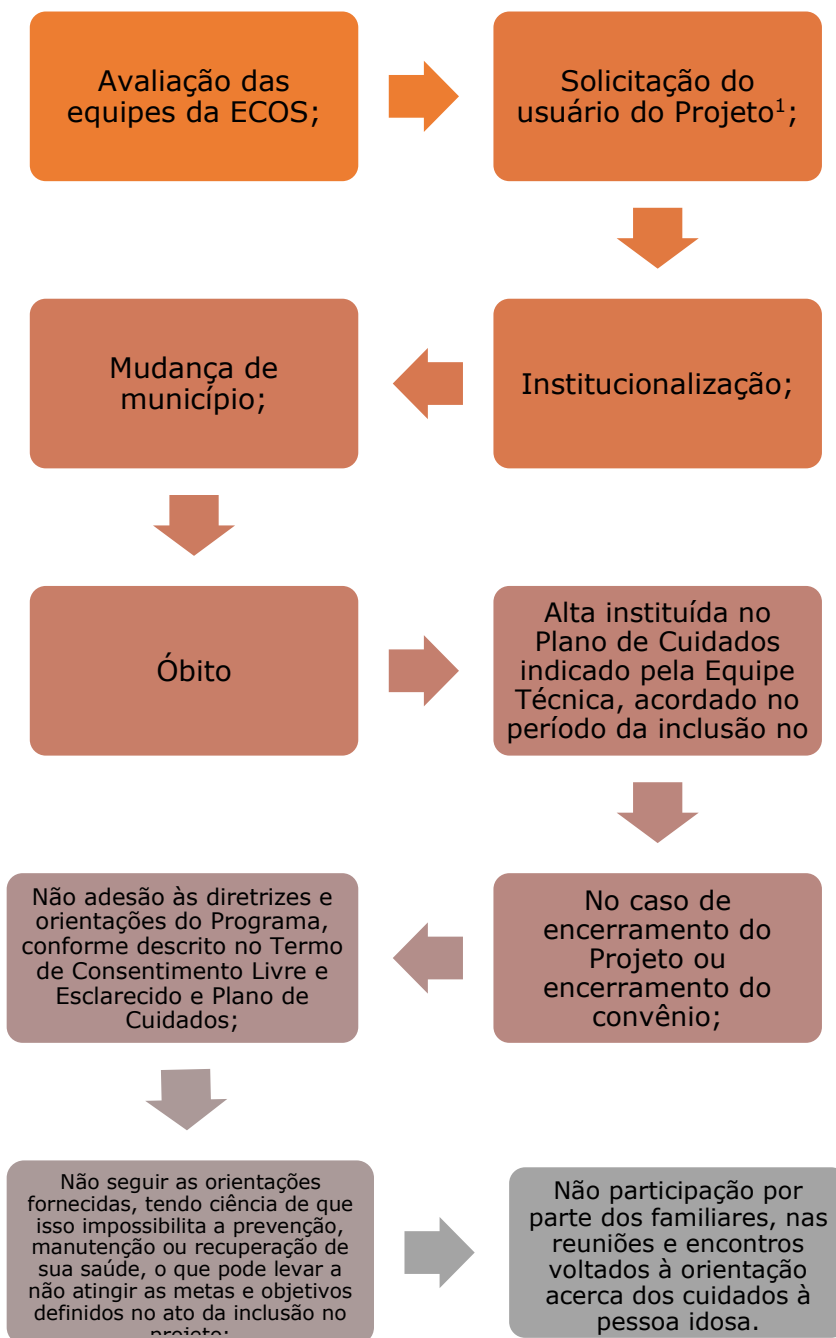 Avaliação das
equipes da ECOS;
Solicitação do
usuário do Projeto¹;
Institucionalização;
Mudança de
município;
Óbito
Alta instituída no
Plano de Cuidados
indicado pela Equipe
Técnica, acordado no
período da inclusão no
No caso de
encerramento do
Projeto ou
encerramento do
convênio;
Não adesão às diretrizes e
orientações do Programa,
conforme descrito no Termo
de Consentimento Livre e
Esclarecido e Plano de
Cuidados;
Não seguir as orientações
fornecidas, tendo ciência de que
isso impossibilita a prevenção,
manutenção ou recuperação de
sua saúde, o que pode levar a
não atingir as metas e objetivos
definidos no ato da inclusão no
projeto;
Não participação por
parte dos familiares, nas
reuniões e encontros
voltados à orientação
acerca dos cuidados à
pessoa idosa.